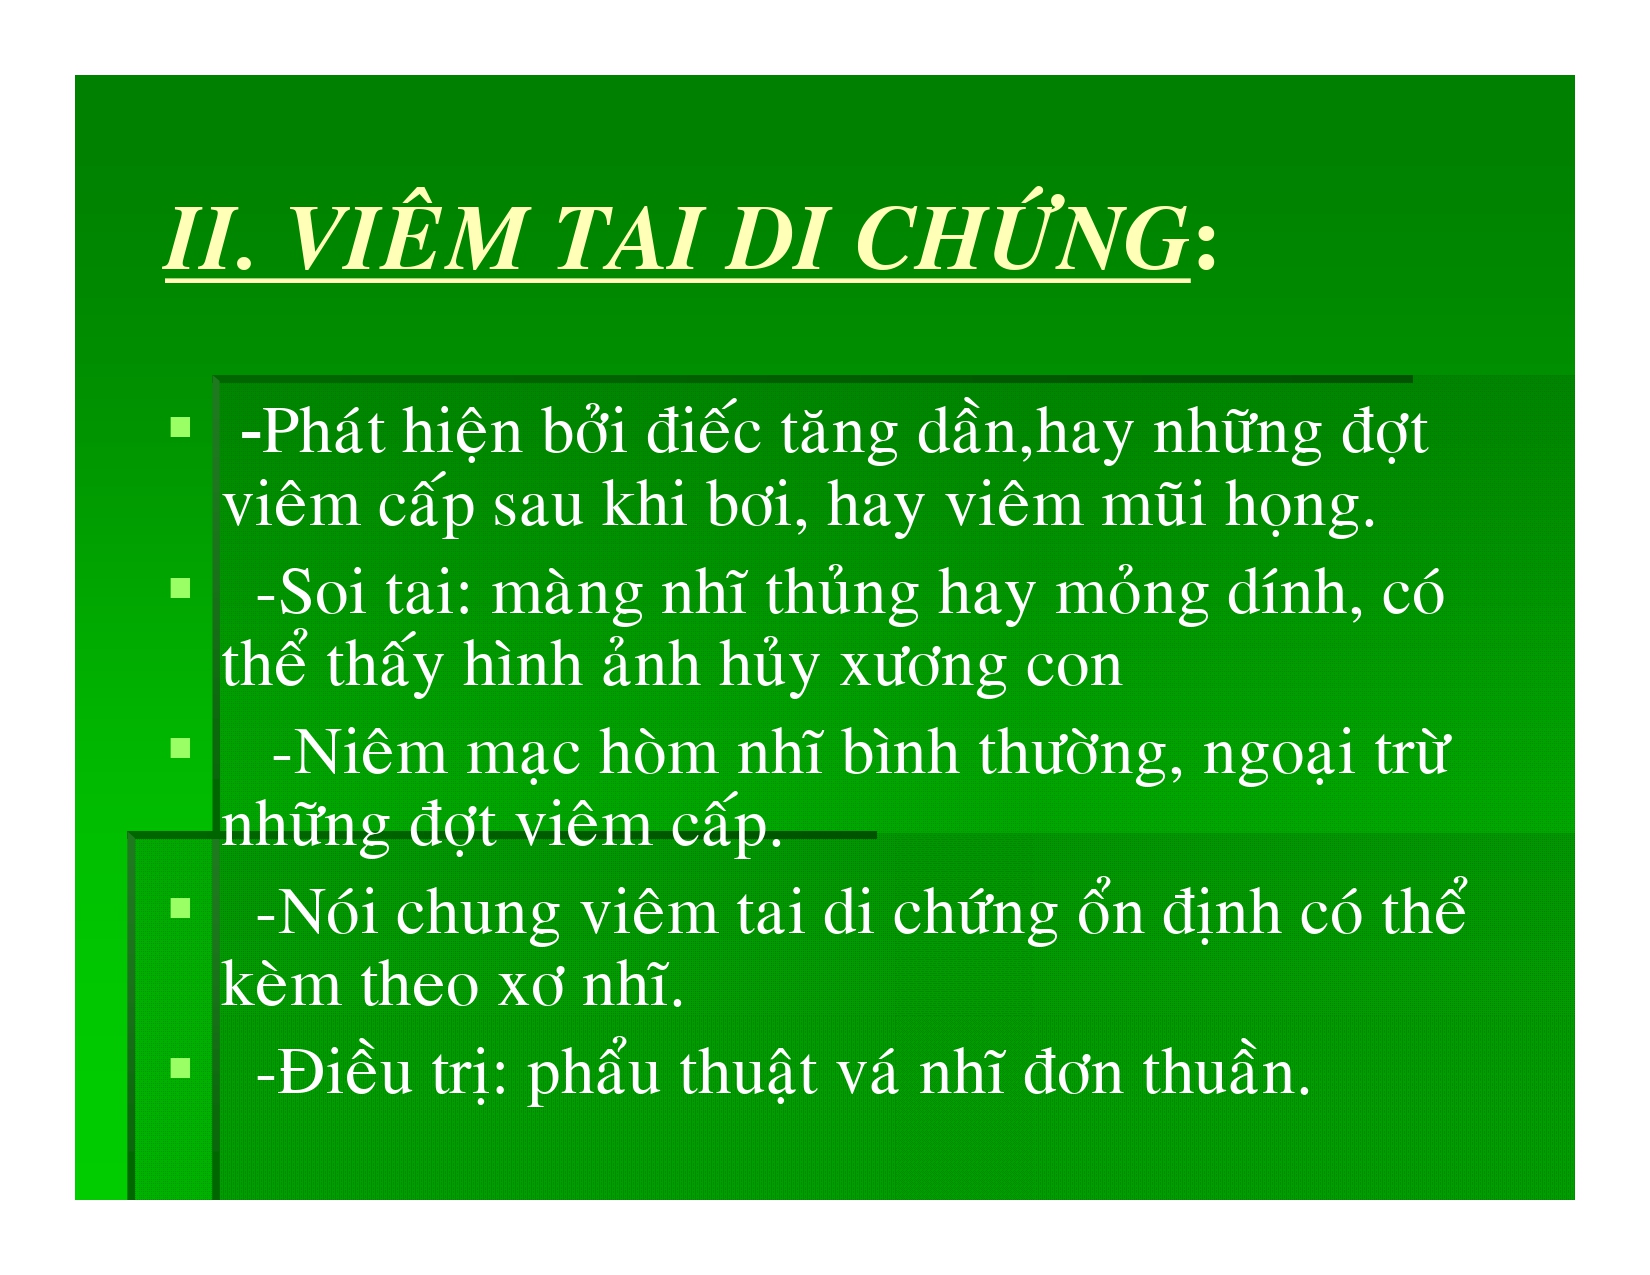 II. VIÊM TAI DI CHỨNG:
-Phát hiện bởi điếc tăng dần,hay những đợt
viêm cấp sau khi bơi, hay viêm mũi họng.
-Soi tai: màng nhĩ thủng hay mỏng dính, có
thể thấy hình ảnh hủy xương con
-Niêm mạc hòm nhĩ bình thường, ngoại trừ
những đợt viêm cấp.
-Nói chung viêm tai di chứng ổn định có thể
kèm theo xơ nhĩ.
-Điều trị: phẩu thuật vá nhĩ đơn thuần.